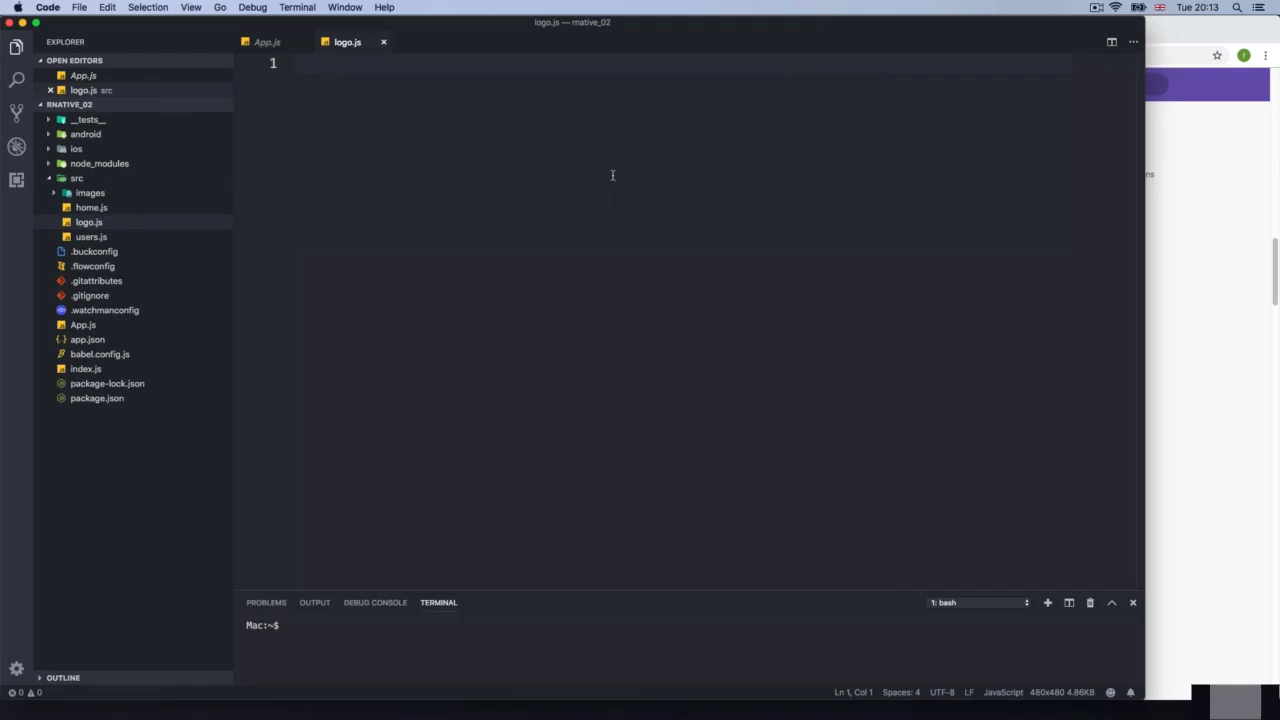 Code File Edit Selection View Go Debug Terminal Window Help Tue 20:13
logo.js — rnative_02
EXPLORER
App.js logo.js
OPEN EDITORS
App.js
logo.js src
RNATIVE_02
__tests__
android
ios
node_modules
src
images
home.js
logo.js
users.js
.buckconfig
.flowconfig
.gitattributes
.gitignore
.watchmanconfig
App.js
app.json
babel.config.js
index.js
package-lock.json
package.json
OUTLINE
1
PROBLEMS OUTPUT DEBUG CONSOLE TERMINAL 1: bash
Mac:~$
0 0 Ln 1, Col 1 Spaces: 4 UTF-8 LF JavaScript 480x480 4.86KB